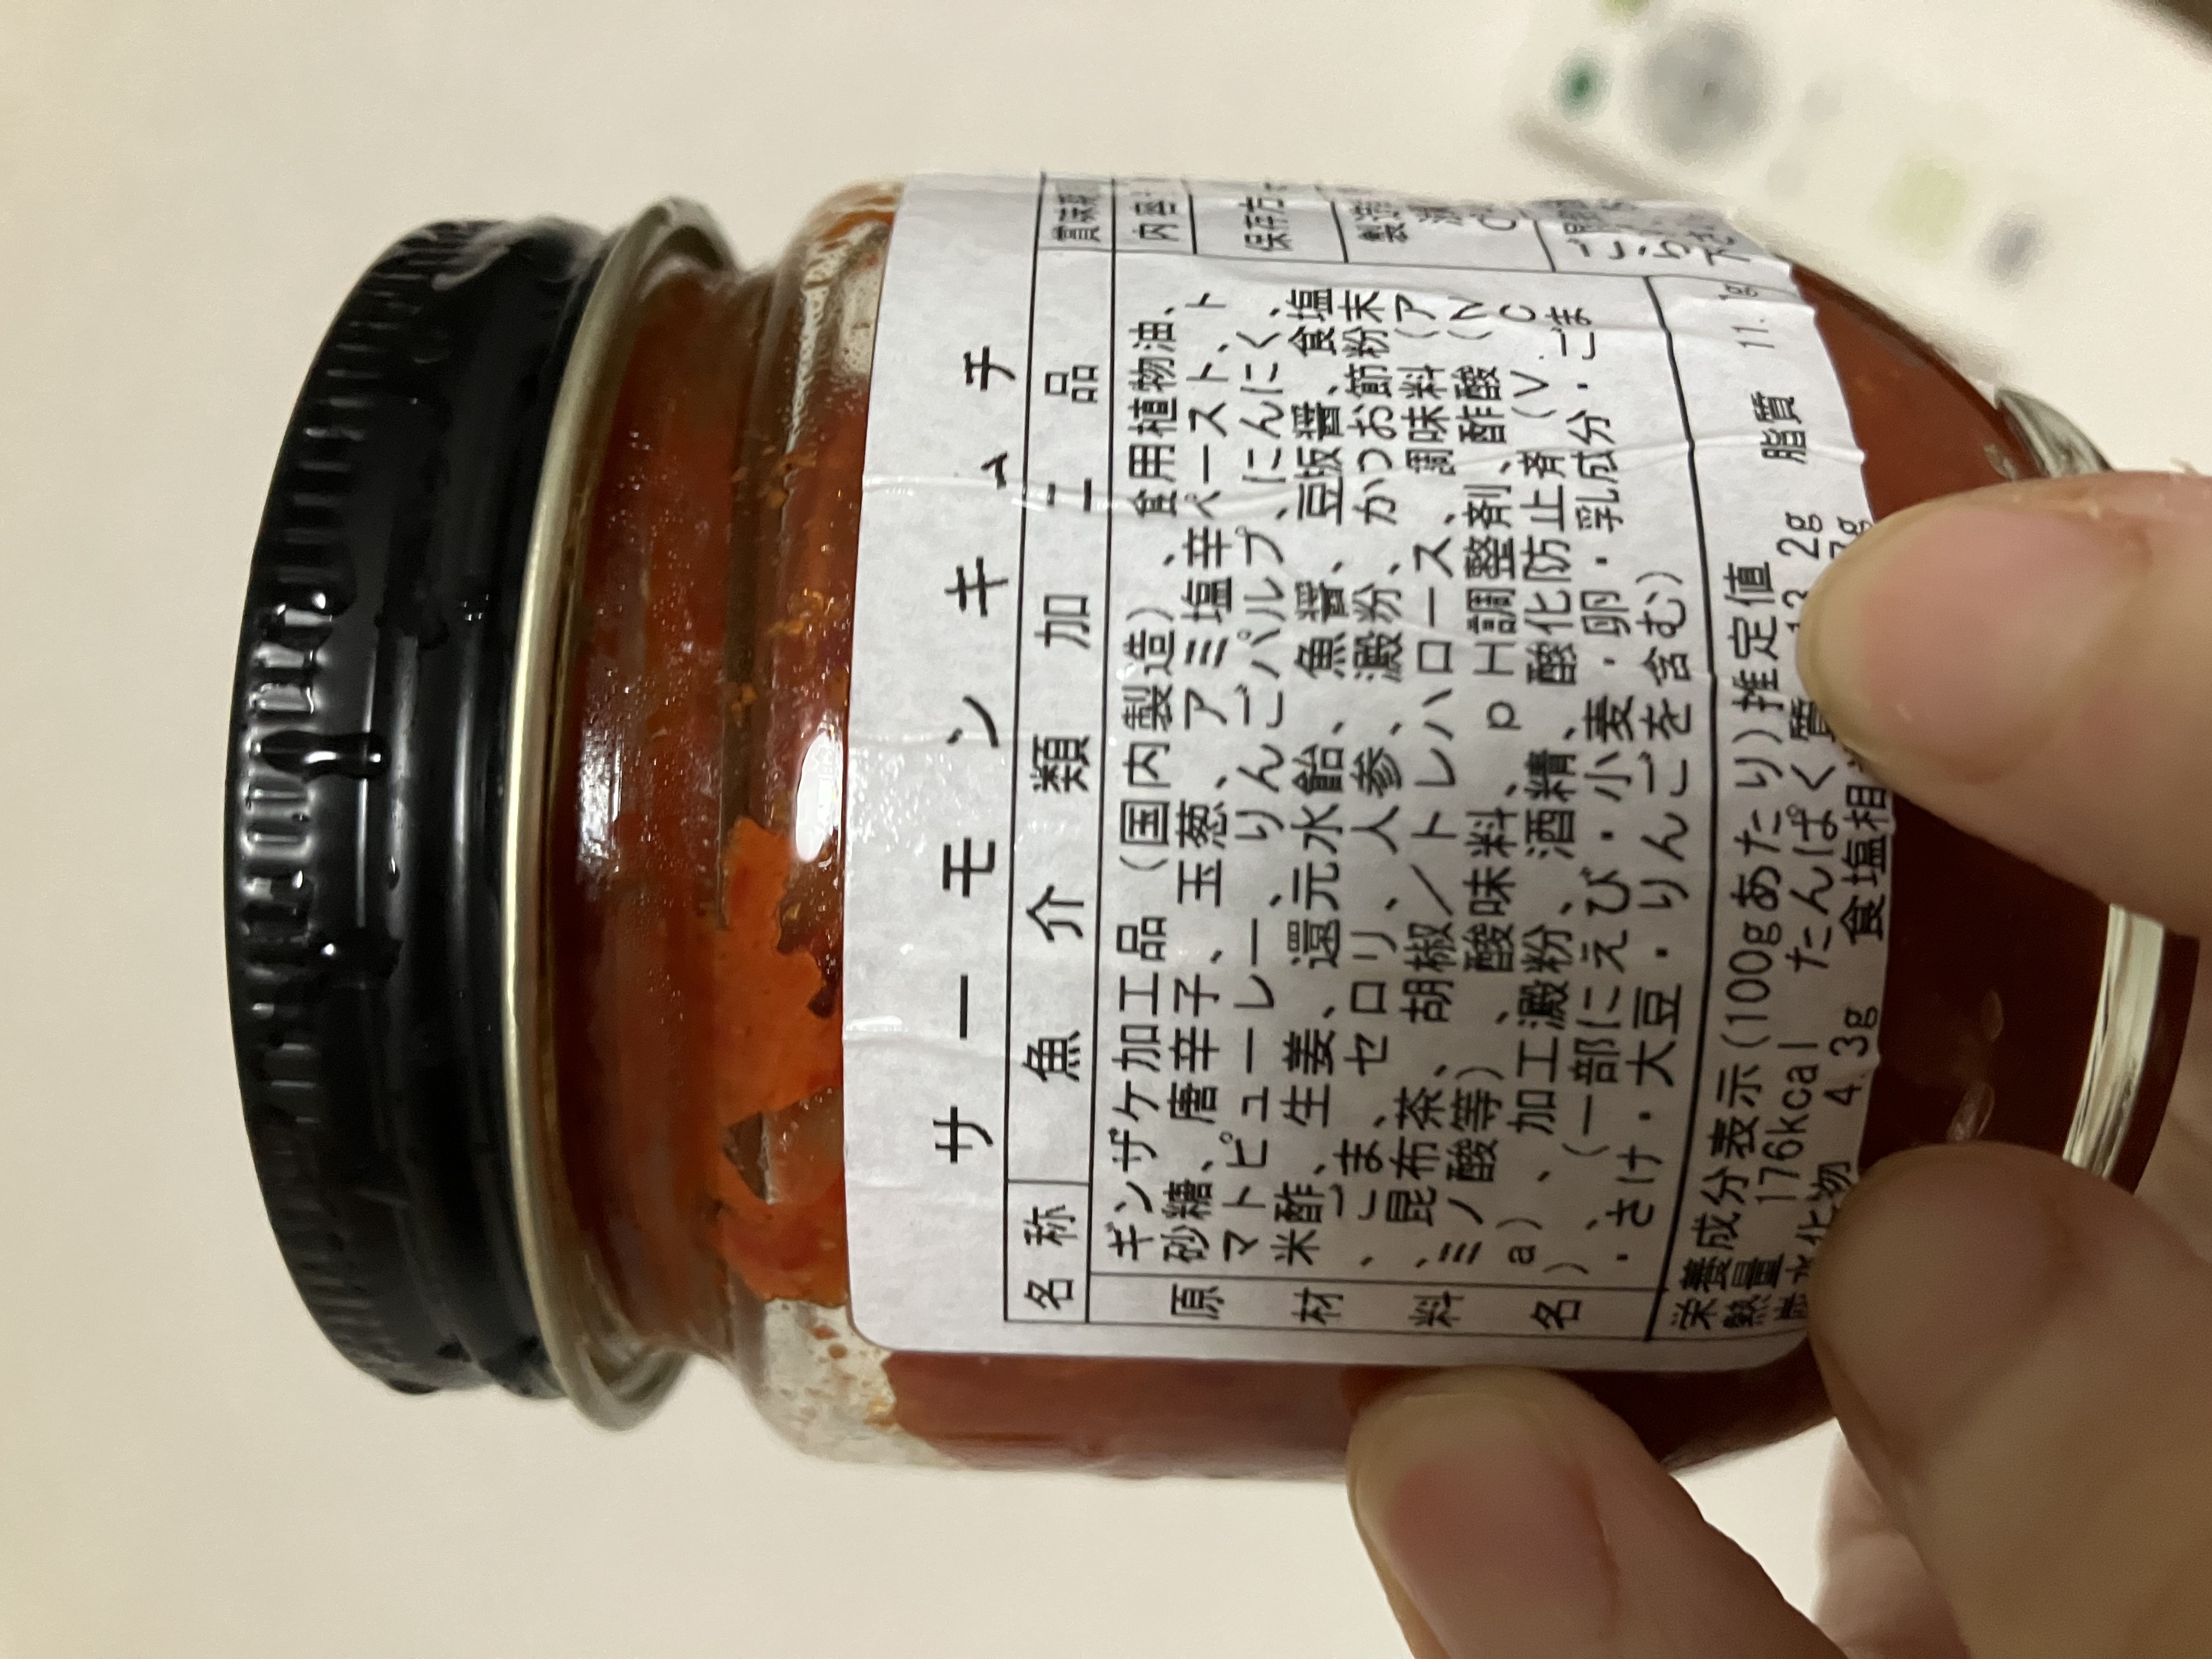 サーモンキムチ
名称 魚介類加工品
原材料名
ギンザケ加工品(国内製造)、食用植物油、
砂糖、唐辛子、玉葱、アミ塩辛ペースト、ト
マトピューレー、りんごパルプ、にんにく、
米酢、生姜、還元水飴、魚醤、豆板醤、食塩
、ごま、セロリ、人参、澱粉、かつお節粉末
、昆布茶、胡椒/トレハロース、調味料(ア
ミノ酸等)、酸味料、pH調整剤、酢酸(N
a)、加工澱粉、酒精、酸化防止剤(V.C
)、(一部にえび・小麦・卵・乳成分・ごま
・さけ・大豆・りんごを含む)
栄養成分表示(100gあたり)推定値
熱量 176kcal たんぱく質 2g 脂質 11.1g
4.3g 食塩相
内
保存方